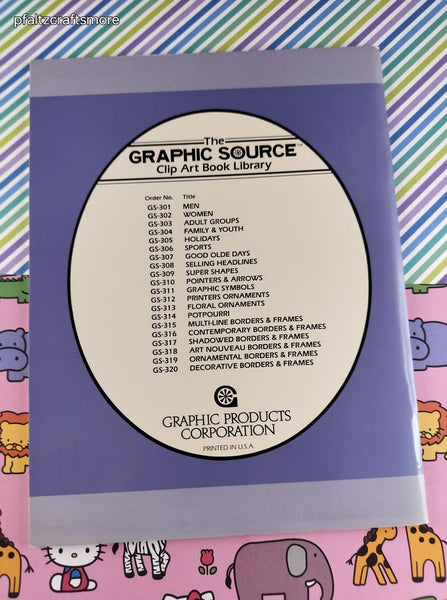 pfaltzcraftsmore
The
GRAPHIC SOURCE™
Clip Art Book Library
Order No. Title
GS-301 MEN
GS-302 WOMEN
GS-303 ADULT GROUPS
GS-304 FAMILY & YOUTH
GS-305 HOLIDAYS
GS-306 SPORTS
GS-307 GOOD OLDE DAYS
GS-308 SELLING HEADLINES
GS-309 SUPER SHAPES
GS-310 POINTERS & ARROWS
GS-311 GRAPHIC SYMBOLS
GS-312 PRINTERS ORNAMENTS
GS-313 FLORAL ORNAMENTS
GS-314 POTPOURRI
GS-315 MULTI-LINE BORDERS & FRAMES
GS-316 CONTEMPORARY BORDERS & FRAMES
GS-317 SHADOWED BORDERS & FRAMES
GS-318 ART NOUVEAU BORDERS & FRAMES
GS-319 ORNAMENTAL BORDERS & FRAMES
GS-320 DECORATIVE BORDERS & FRAMES
GRAPHIC PRODUCTS
CORPORATION
PRINTED IN U.S.A.